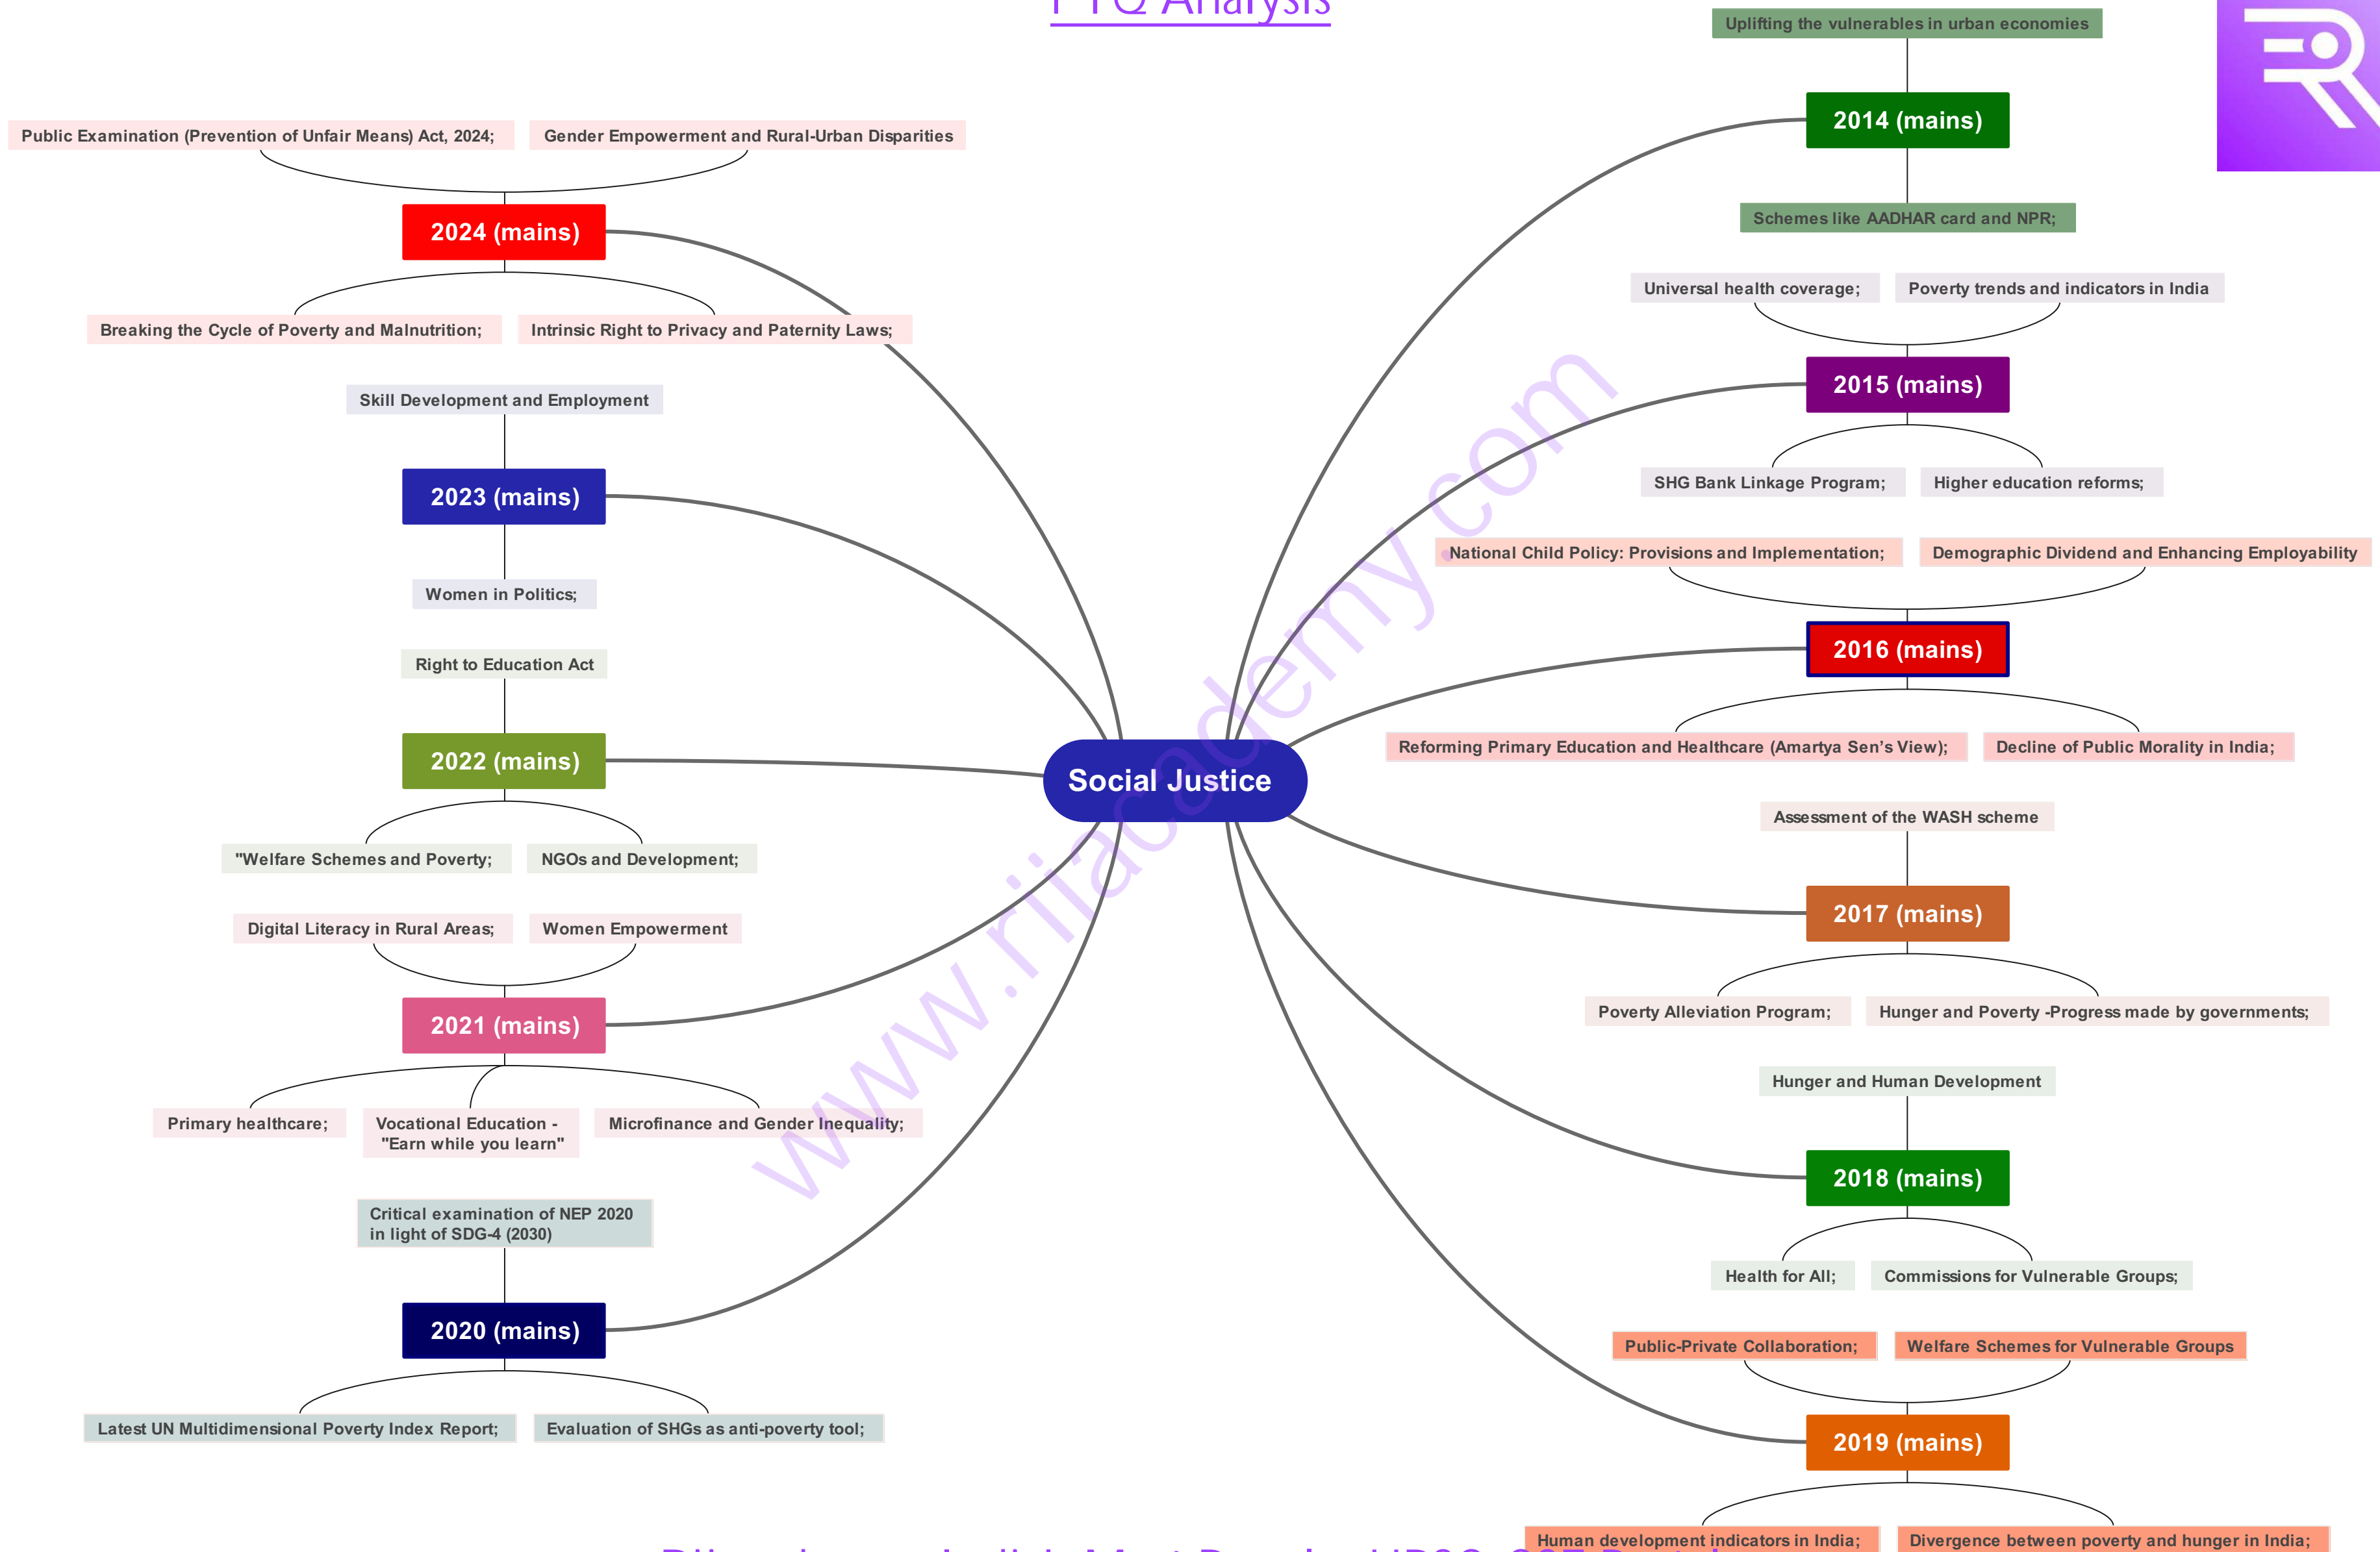 PYQ Analysis
Uplifting the vulnerables in urban economies
2014 (mains)
Schemes like AADHAR card and NPR;
Public Examination (Prevention of Unfair Means) Act, 2024;
Gender Empowerment and Rural-Urban Disparities
2024 (mains)
Breaking the Cycle of Poverty and Malnutrition;
Intrinsic Right to Privacy and Paternity Laws;
Universal health coverage;
Poverty trends and indicators in India
2015 (mains)
SHG Bank Linkage Program;
Higher education reforms;
Skill Development and Employment
2023 (mains)
Women in Politics;
National Child Policy: Provisions and Implementation;
Demographic Dividend and Enhancing Employability
2016 (mains)
Reforming Primary Education and Healthcare (Amartya Sen’s View);
Decline of Public Morality in India;
Right to Education Act
2022 (mains)
"Welfare Schemes and Poverty;
NGOs and Development;
Social Justice
Assessment of the WASH scheme
2017 (mains)
Poverty Alleviation Program;
Hunger and Poverty -Progress made by governments;
Digital Literacy in Rural Areas;
Women Empowerment
2021 (mains)
Primary healthcare;
Vocational Education -
"Earn while you learn"
Microfinance and Gender Inequality;
Hunger and Human Development
2018 (mains)
Health for All;
Commissions for Vulnerable Groups;
Critical examination of NEP 2020
in light of SDG-4 (2030)
2020 (mains)
Latest UN Multidimensional Poverty Index Report;
Evaluation of SHGs as anti-poverty tool;
Public-Private Collaboration;
Welfare Schemes for Vulnerable Groups
2019 (mains)
Human development indicators in India;
Divergence between poverty and hunger in India;
www.riiacademy.com